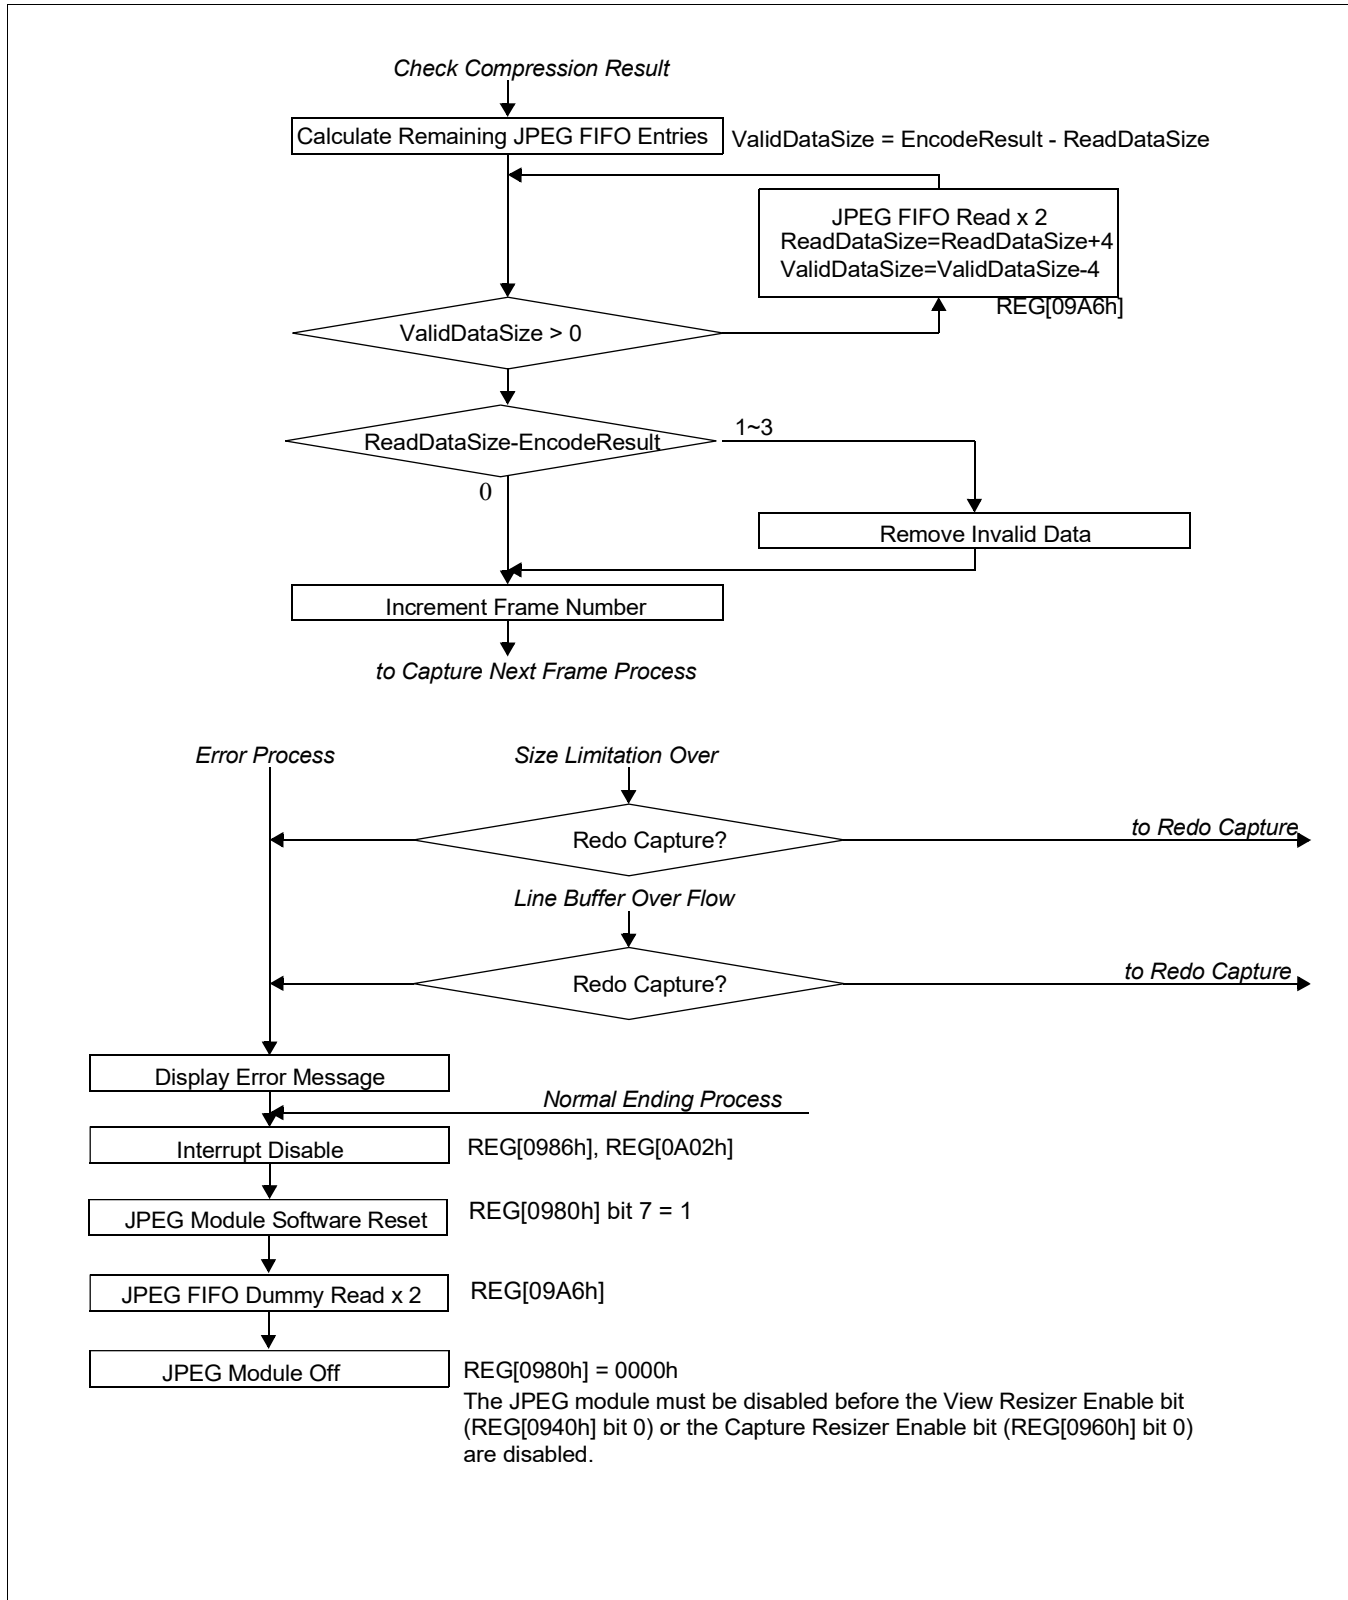 Check Compression Result
Calculate Remaining JPEG FIFO Entries
ValidDataSize = EncodeResult - ReadDataSize
JPEG FIFO Read x 2
ReadDataSize=ReadDataSize+4
ValidDataSize=ValidDataSize-4
REG[09A6h]
ValidDataSize > 0
ReadDataSize-EncodeResult
1~3
0
Remove Invalid Data
Increment Frame Number
to Capture Next Frame Process
Error Process
Size Limitation Over
Redo Capture?
to Redo Capture
Line Buffer Over Flow
Redo Capture?
to Redo Capture
Display Error Message
Normal Ending Process
Interrupt Disable
REG[0986h], REG[0A02h]
JPEG Module Software Reset
REG[0980h] bit 7 = 1
JPEG FIFO Dummy Read x 2
REG[09A6h]
JPEG Module Off
REG[0980h] = 0000h
The JPEG module must be disabled before the View Resizer Enable bit
(REG[0940h] bit 0) or the Capture Resizer Enable bit (REG[0960h] bit 0)
are disabled.